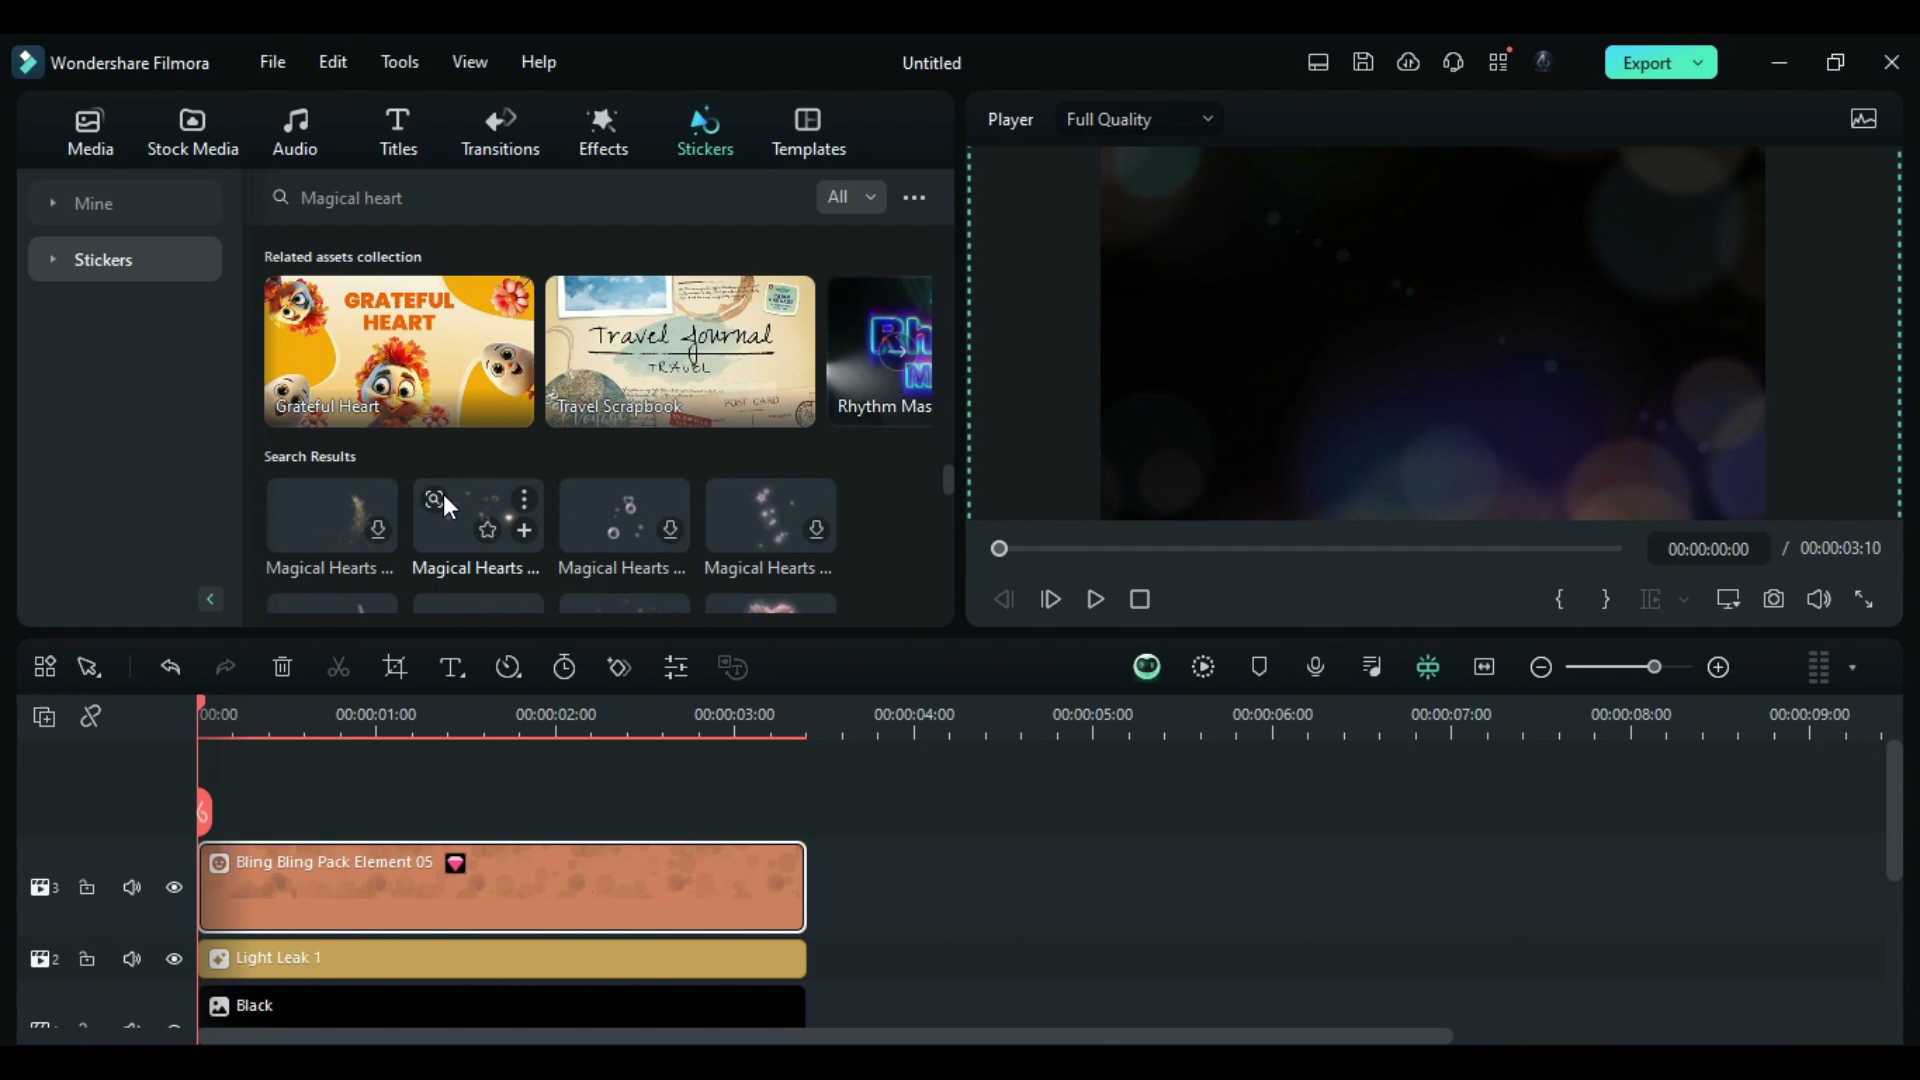 Wondershare Filmora
File
Edit
Tools
View
Help
Untitled
Export
Media
Stock Media
Audio
Titles
Transitions
Effects
Stickers
Templates
Player
Full Quality
Mine
Stickers
Magical heart
All
Related assets collection
GRATEFUL
HEART
Grateful Heart
Travel Journal
TRAVEL
POST CARD
Travel Scrapbook
Rh
M
Rhythm Mas
Search Results
Magical Hearts ...
Magical Hearts ...
Magical Hearts ...
Magical Hearts ...
00:00:00:00 / 00:00:03:10
00:00
00:00:01:00
00:00:02:00
00:00:03:00
00:00:04:00
00:00:05:00
00:00:06:00
00:00:07:00
00:00:08:00
00:00:09:00
Bling Bling Pack Element 05
3
Light Leak 1
2
Black